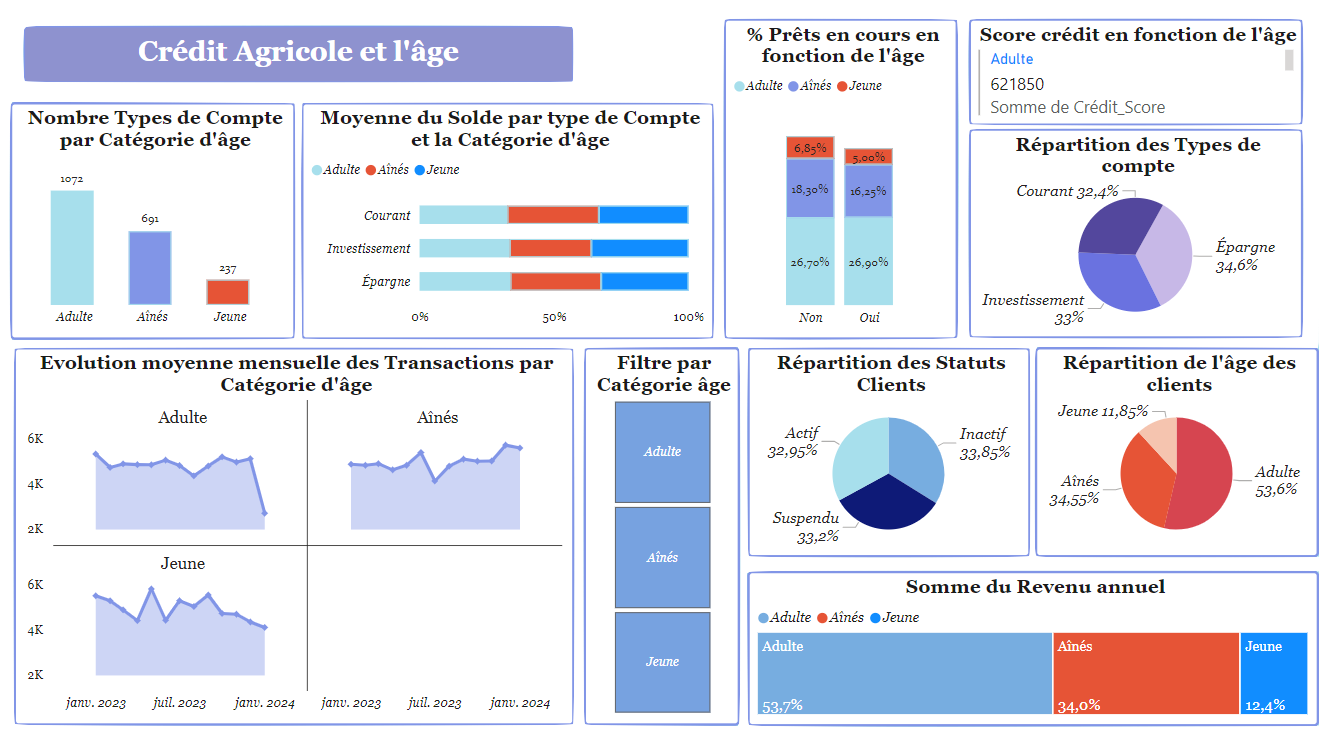 Crédit Agricole et l'âge
Nombre Types de Compte
par Catégorie d'âge
1072
691
237
Adulte
Aînés
Jeune
Moyenne du Solde par type de Compte
et la Catégorie d'âge
Adulte Aînés Jeune
Courant
Investissement
Épargne
0% 50% 100%
% Prêts en cours en
fonction de l'âge
Adulte Aînés Jeune
6,85%
5,00%
18,30%
16,25%
26,70%
26,90%
Non
Oui
Score crédit en fonction de l'âge
Adulte
621850
Somme de Crédit_Score
Répartition des Types de
compte
Courant 32,4%
Épargne
34,6%
Investissement
33%
Evolution moyenne mensuelle des Transactions par
Catégorie d'âge
Adulte
Aînés
6K
4K
2K
Jeune
6K
4K
2K
janv. 2023 juil. 2023 janv. 2024
janv. 2023 juil. 2023 janv. 2024
Filtre par
Catégorie âge
Adulte
Aînés
Jeune
Répartition des Statuts
Clients
Actif
32,95%
Inactif
33,85%
Suspendu
33,2%
Répartition de l'âge des
clients
Jeune 11,85%
Aînés
34,55%
Adulte
53,6%
Somme du Revenu annuel
Adulte Aînés Jeune
Adulte
53,7%
Aînés
34,0%
Jeune
12,4%